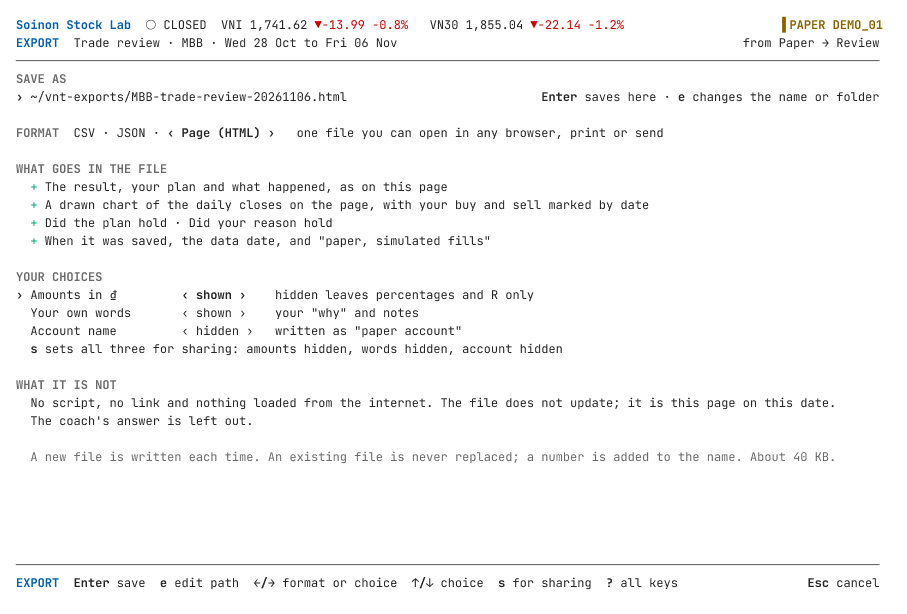 Soinon Stock Lab  ○ CLOSED  VNI 1,741.62 ▼-13.99 -0.8%  VN30 1,855.04 ▼-22.14 -1.2%  PAPER DEMO_01
EXPORT  Trade review · MBB · Wed 28 Oct to Fri 06 Nov  from Paper → Review
SAVE AS
› ~/vnt-exports/MBB-trade-review-20261106.html  Enter saves here · e changes the name or folder
FORMAT  CSV · JSON · ‹ Page (HTML) ›  one file you can open in any browser, print or send
WHAT GOES IN THE FILE
+ The result, your plan and what happened, as on this page
+ A drawn chart of the daily closes on the page, with your buy and sell marked by date
+ Did the plan hold · Did your reason hold
+ When it was saved, the data date, and "paper, simulated fills"
YOUR CHOICES
› Amounts in ₫  ‹ shown ›  hidden leaves percentages and R only
Your own words  ‹ shown ›  your "why" and notes
Account name  ‹ hidden ›  written as "paper account"
s sets all three for sharing: amounts hidden, words hidden, account hidden
WHAT IT IS NOT
No script, no link and nothing loaded from the internet. The file does not update; it is this page on this date.
The coach's answer is left out.
A new file is written each time. An existing file is never replaced; a number is added to the name. About 40 KB.
EXPORT  Enter save  e edit path  ←/→ format or choice  ↑/↓ choice  s for sharing  ? all keys  Esc cancel